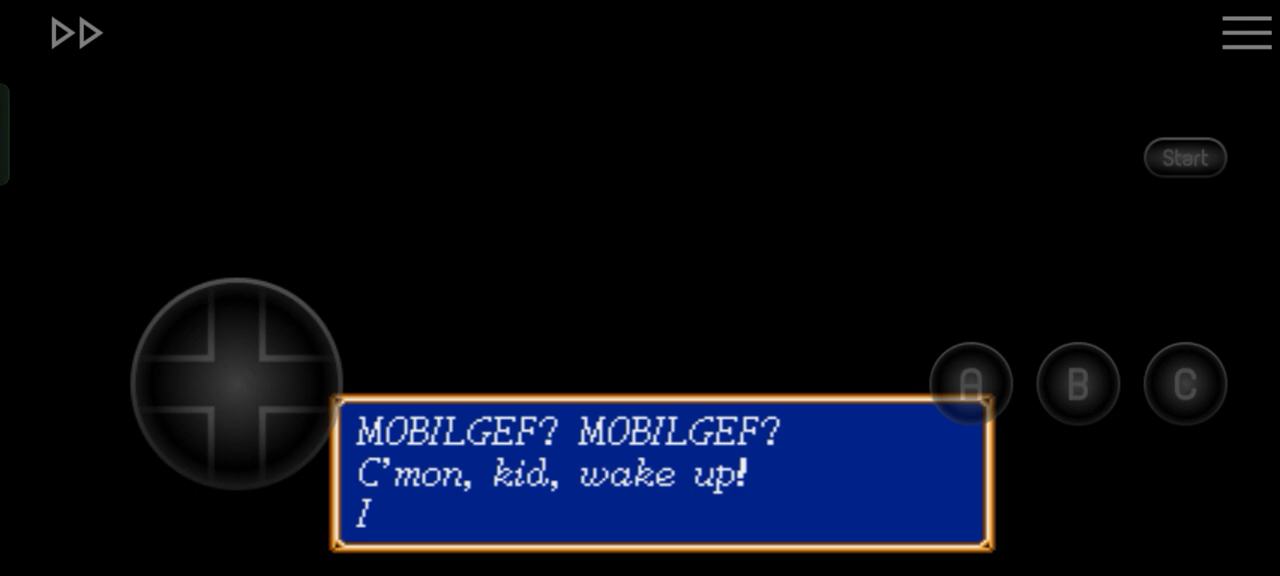 Start
A B C
MOBILGEF? MOBILGEF?
C'mon, kid, wake up!
I